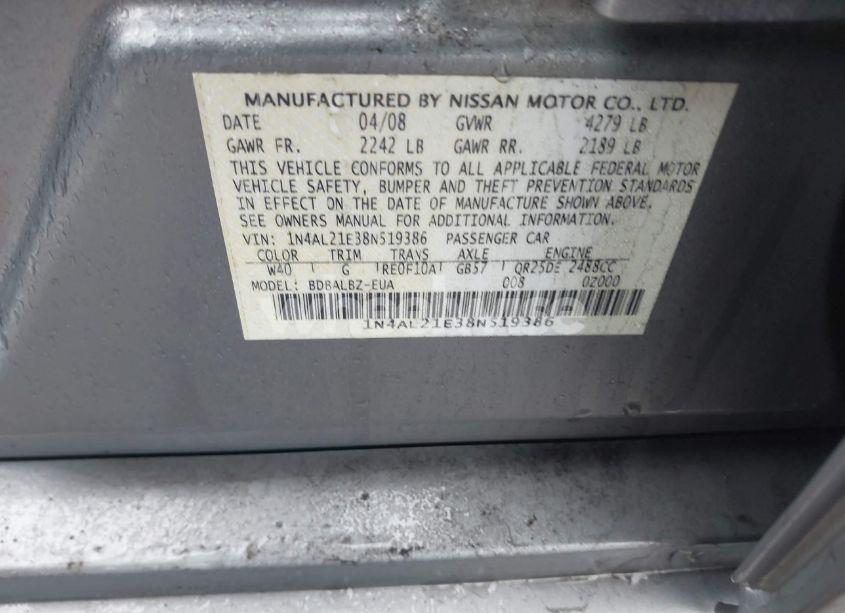 MANUFACTURED BY NISSAN MOTOR CO., LTD.
DATE 04/08 GVWR 4279 LB
GAWR FR. 2242 LB GAWR RR. 2189 LB
THIS VEHICLE CONFORMS TO ALL APPLICABLE FEDERAL MOTOR
VEHICLE SAFETY, BUMPER AND THEFT PREVENTION STANDARDS
IN EFFECT ON THE DATE OF MANUFACTURE SHOWN ABOVE.
SEE OWNERS MANUAL FOR ADDITIONAL INFORMATION.
VIN: 1N4AL21E38N519386 PASSENGER CAR
COLOR TRIM TRANS AXLE ENGINE
W40 G RE0F10A GB57 QR25DE 2488CC
MODEL: BDBALBZ-EUA 008 0Z000
1N4AL21E38N519386